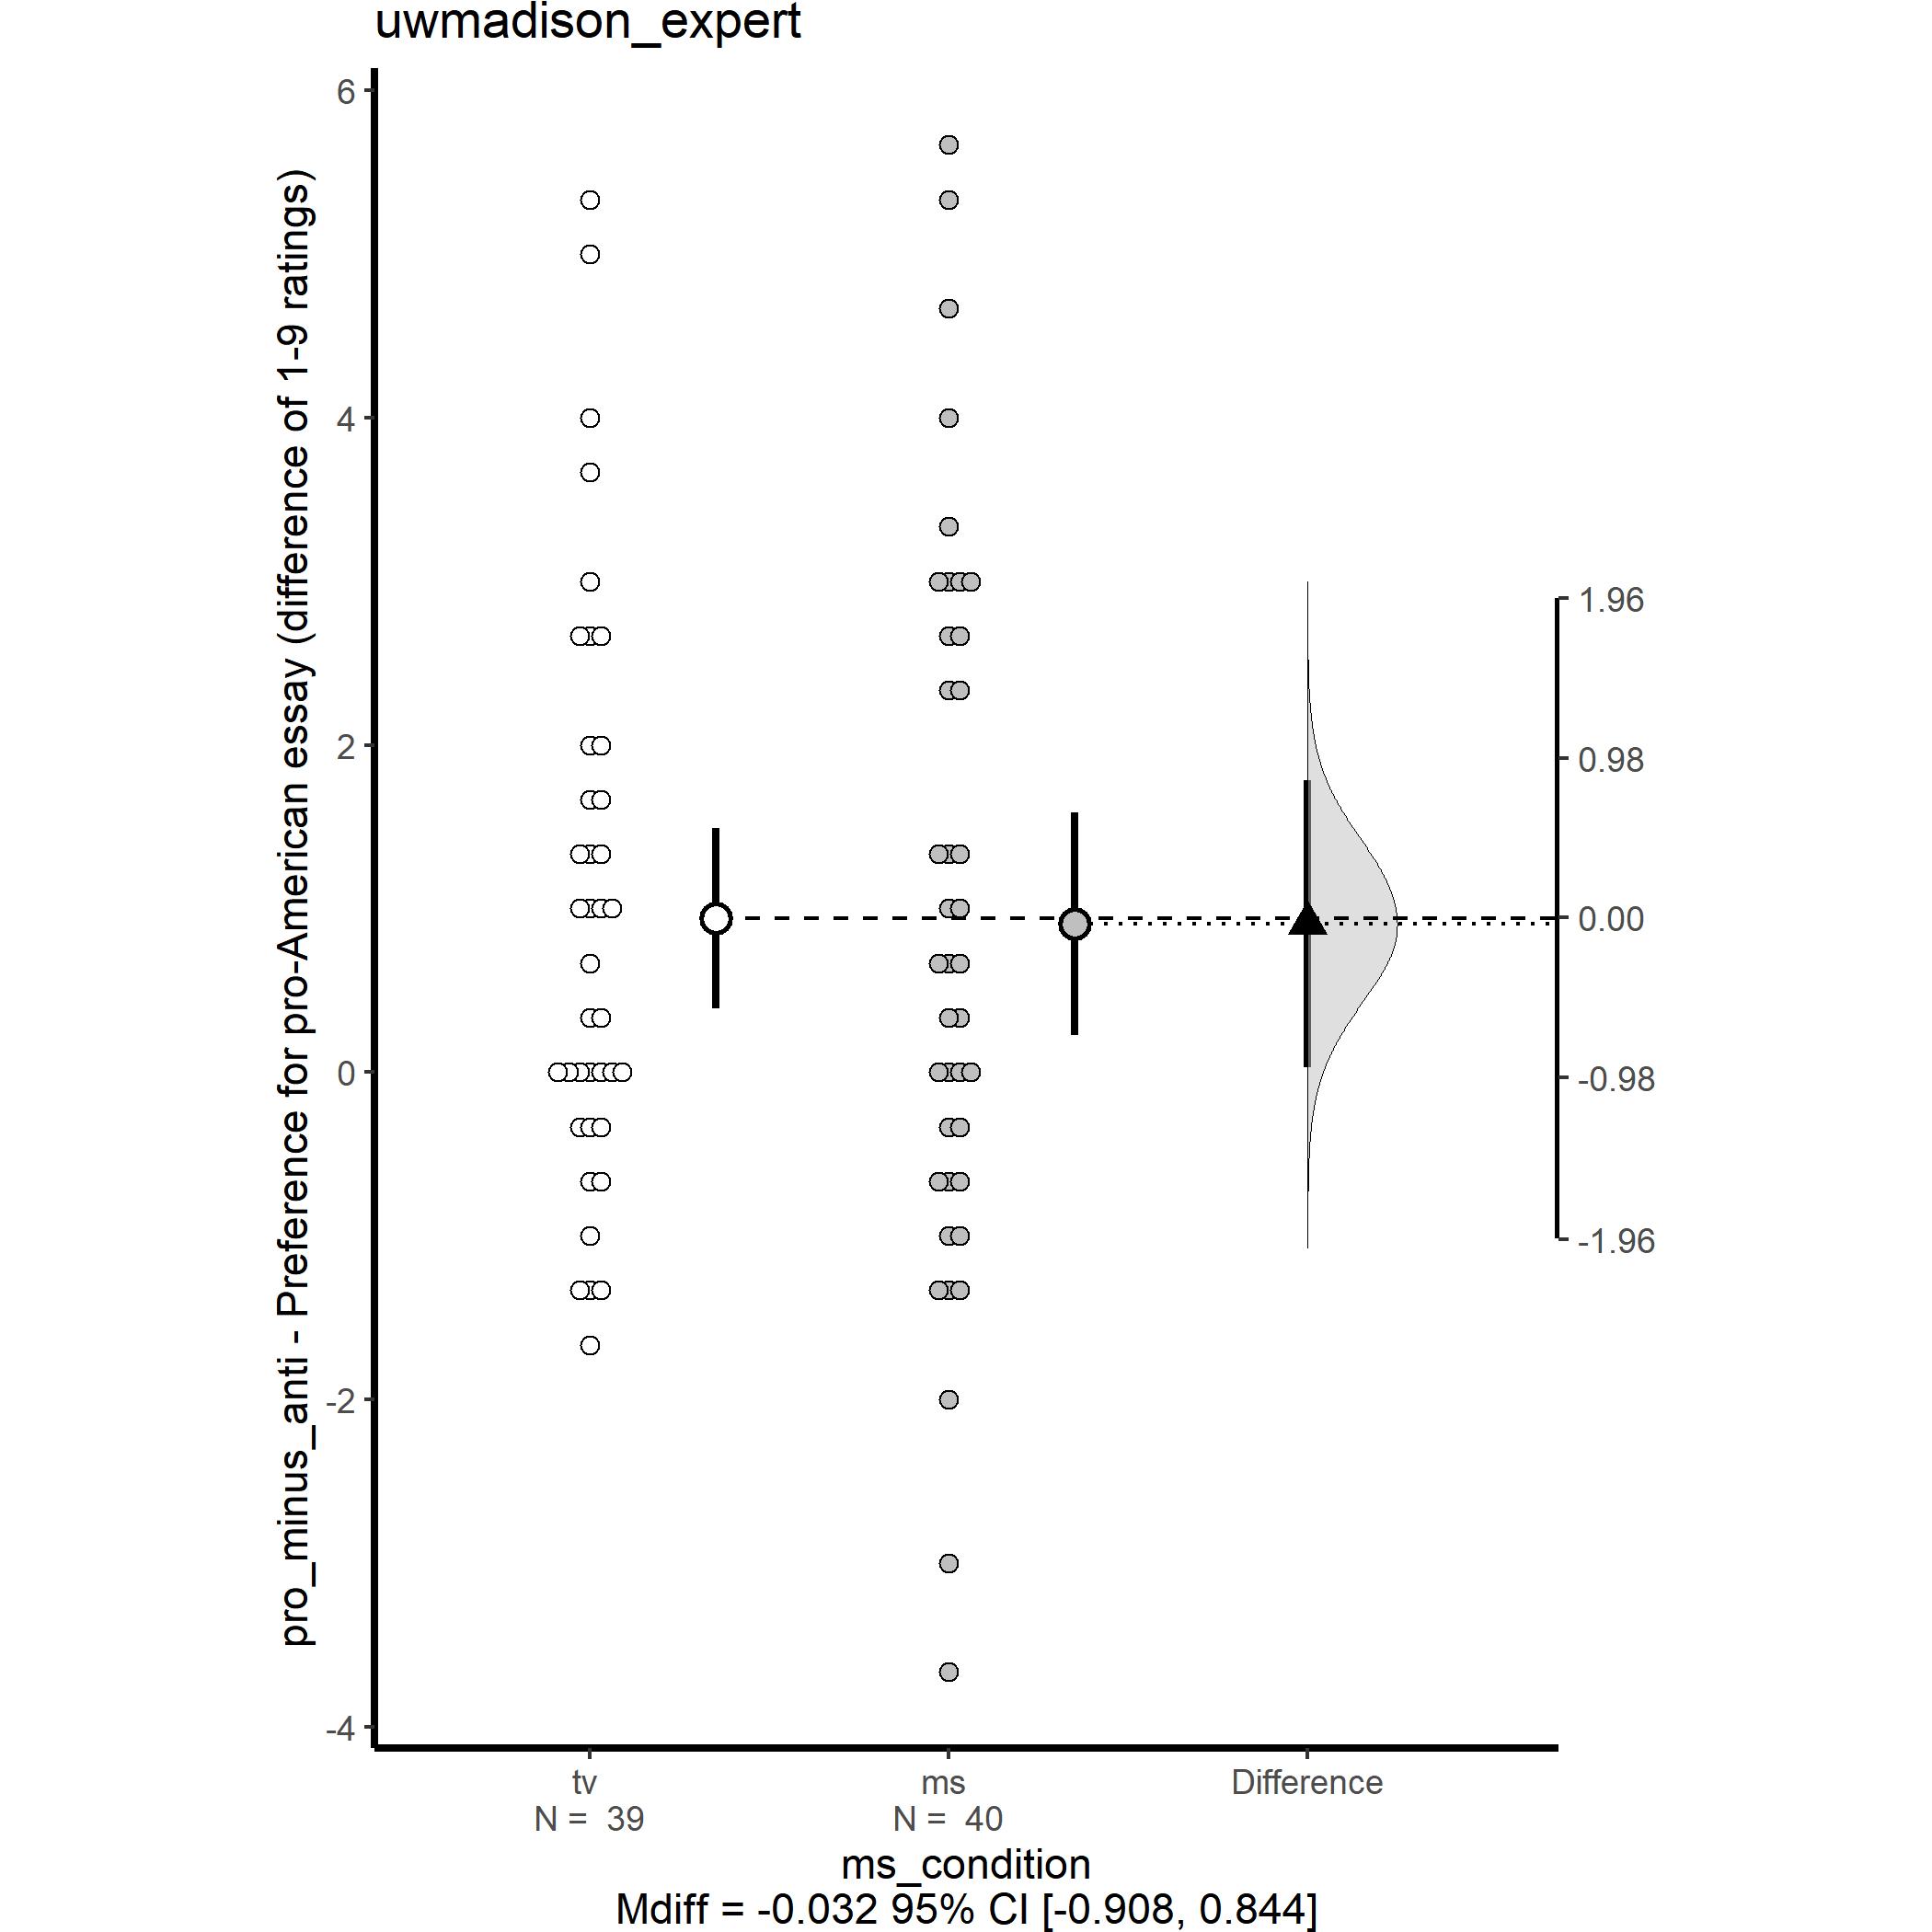 uwmadison_expert
pro_minus_anti - Preference for pro-American essay (difference of 1-9 ratings)
6
4
2
0
-2
-4
1.96
0.98
0.00
-0.98
-1.96
tv
N = 39
ms
N = 40
Difference
ms_condition
Mdiff = -0.032 95% CI [-0.908, 0.844]